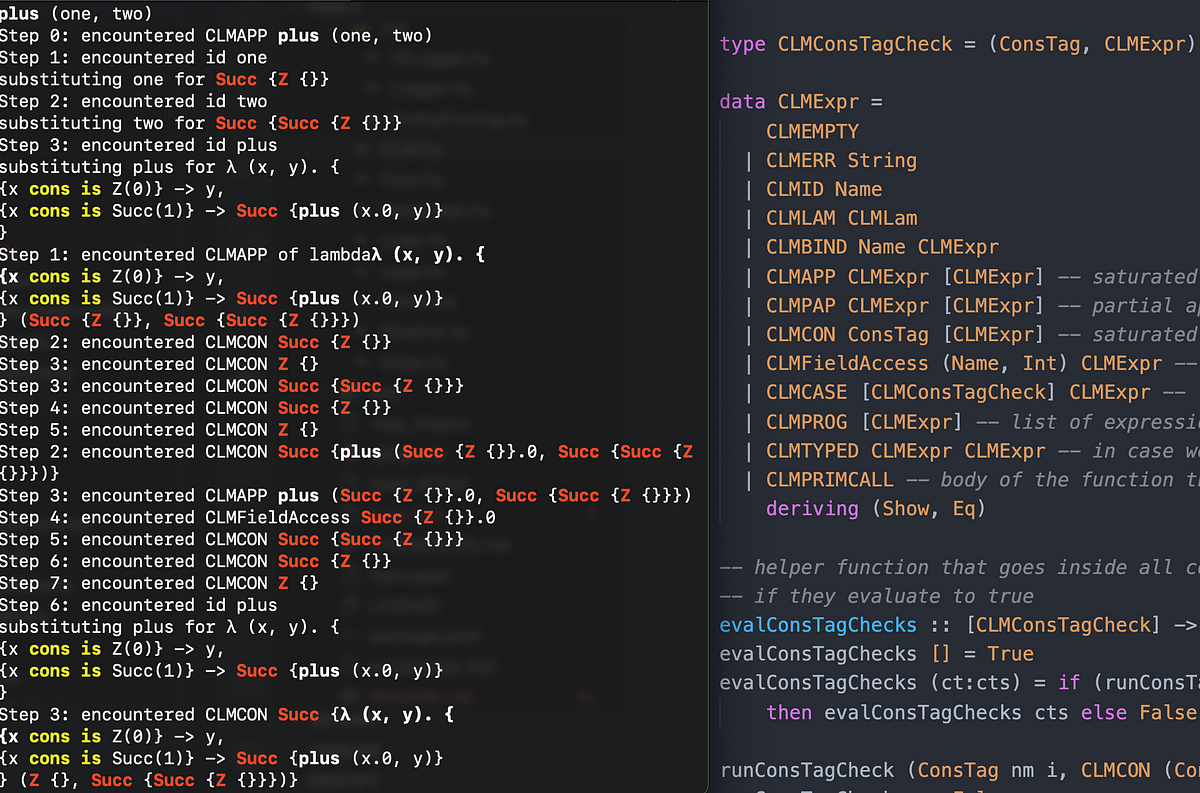 plus (one, two)
Step 0: encountered CLMAPP plus (one, two)
Step 1: encountered id one
substituting one for Succ {Z {}}
Step 2: encountered id two
substituting two for Succ {Succ {Z {}}}
Step 3: encountered id plus
substituting plus for λ (x, y). {
{x cons is Z(0)} -> y,
{x cons is Succ(1)} -> Succ {plus (x.0, y)}
}
Step 1: encountered CLMAPP of lambdaλ (x, y). {
{x cons is Z(0)} -> y,
{x cons is Succ(1)} -> Succ {plus (x.0, y)}
} (Succ {Z {}}, Succ {Succ {Z {}}})
Step 2: encountered CLMCON Succ {Z {}}
Step 3: encountered CLMCON Z {}
Step 3: encountered CLMCON Succ {Succ {Z {}}}
Step 4: encountered CLMCON Succ {Z {}}
Step 5: encountered CLMCON Z {}
Step 2: encountered CLMCON Succ {plus (Succ {Z {}}.0, Succ {Succ {Z
{}}})}
Step 3: encountered CLMAPP plus (Succ {Z {}}.0, Succ {Succ {Z {}}})
Step 4: encountered CLMFieldAccess Succ {Z {}}.0
Step 5: encountered CLMCON Succ {Succ {Z {}}}
Step 6: encountered CLMCON Succ {Z {}}
Step 7: encountered CLMCON Z {}
Step 6: encountered id plus
substituting plus for λ (x, y). {
{x cons is Z(0)} -> y,
{x cons is Succ(1)} -> Succ {plus (x.0, y)}
}
Step 3: encountered CLMCON Succ {λ (x, y). {
{x cons is Z(0)} -> y,
{x cons is Succ(1)} -> Succ {plus (x.0, y)}
} (Z {}, Succ {Succ {Z {}}})}
type CLMConsTagCheck = (ConsTag, CLMExpr)
data CLMExpr =
CLMEMPTY
| CLMERR String
| CLMID Name
| CLMLAM CLMLam
| CLMBIND Name CLMExpr
| CLMAPP CLMExpr [CLMExpr] -- saturated
| CLMPAP CLMExpr [CLMExpr] -- partial
| CLMCON ConsTag [CLMExpr] -- saturated
| CLMFieldAccess (Name, Int) CLMExpr --
| CLMCASE [CLMConsTagCheck] CLMExpr --
| CLMPROG [CLMExpr] -- list of
| CLMTYPED CLMExpr CLMExpr -- in case
| CLMPRIMCALL -- body of the function
deriving (Show, Eq)
-- helper function that goes inside all
-- if they evaluate to true
evalConsTagChecks :: [CLMConsTagCheck] ->
evalConsTagChecks [] = True
evalConsTagChecks (ct:cts) = if (runConsT
then evalConsTagChecks cts else False
runConsTagCheck (ConsTag nm i, CLMCON (Co